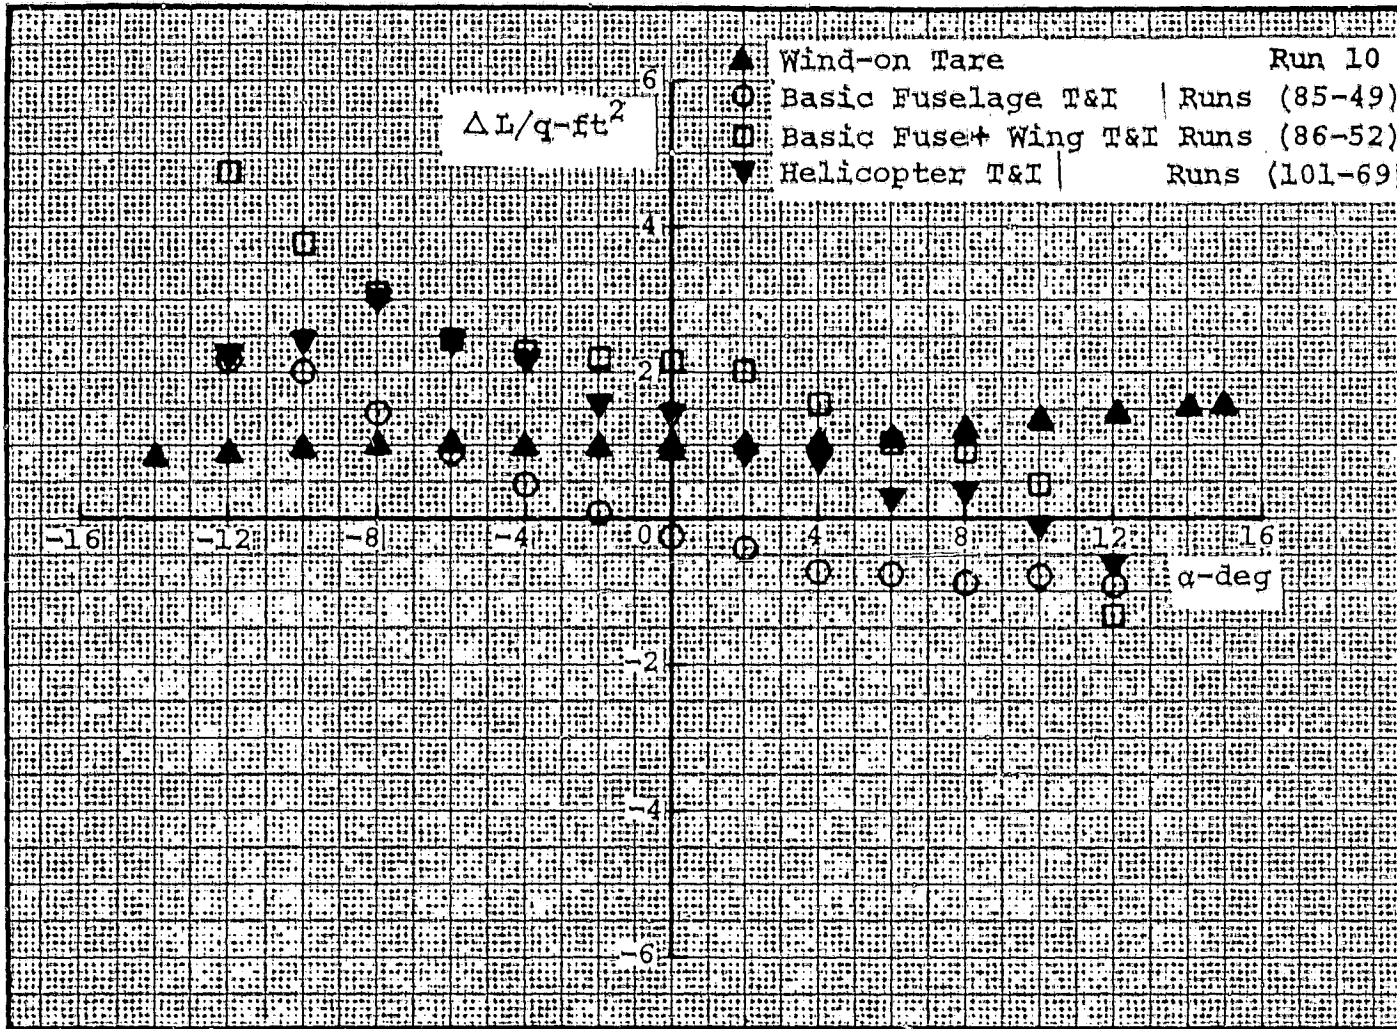 ▲ Wind-on Tare Run 10
○ Basic Fuselage T&I | Runs (85-49)
□ Basic Fuse+ Wing T&I Runs (86-52)
▼ Helicopter T&I | Runs (101-69)
ΔL/q-ft²
6
4
2
-16 -12 -8 -4 0 4 8 12 16
α-deg
-2
-4
-6